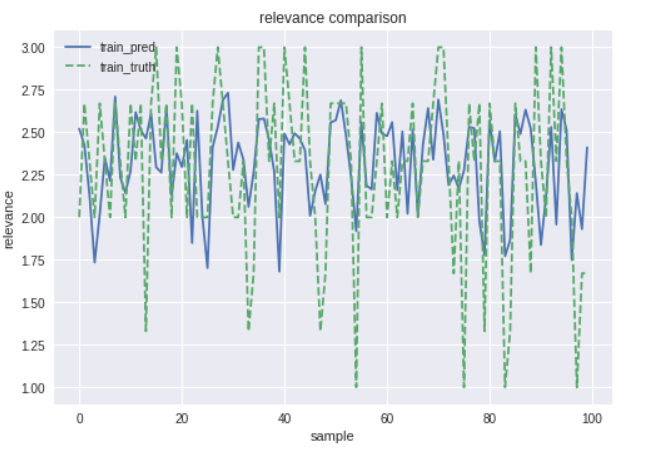 relevance comparison
train_pred
train_truth
3.00
2.75
2.50
2.25
2.00
1.75
1.50
1.25
1.00
relevance
0 20 40 60 80 100
sample